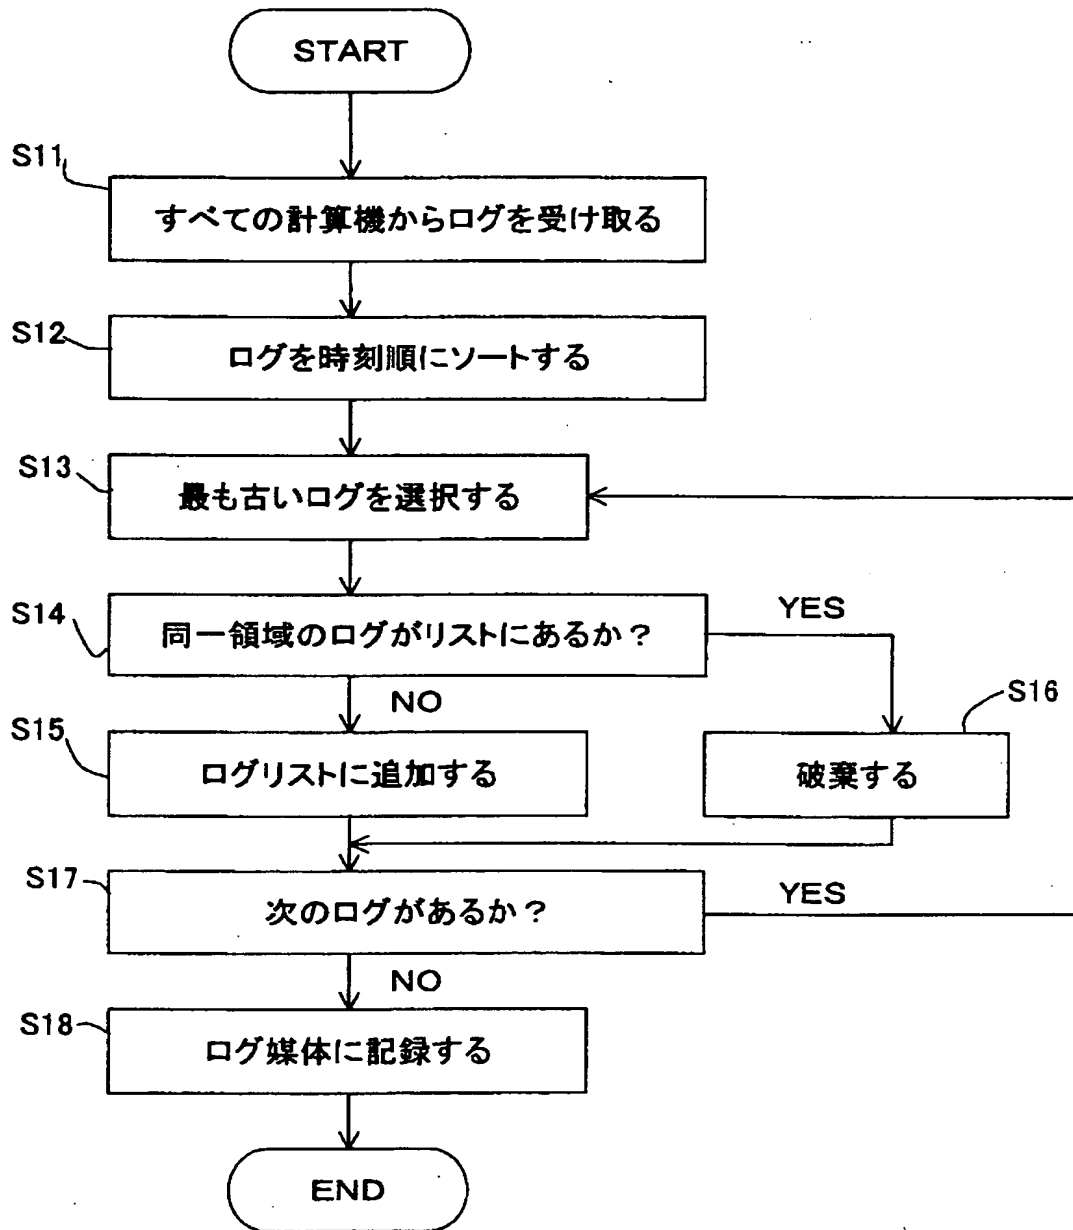 START
S11
すべての計算機からログを受け取る
S12
ログを時刻順にソートする
S13
最も古いログを選択する
S14
同一領域のログがリストにあるか？
YES
NO
S15
ログリストに追加する
S16
破棄する
S17
次のログがあるか？
YES
NO
S18
ログ媒体に記録する
END